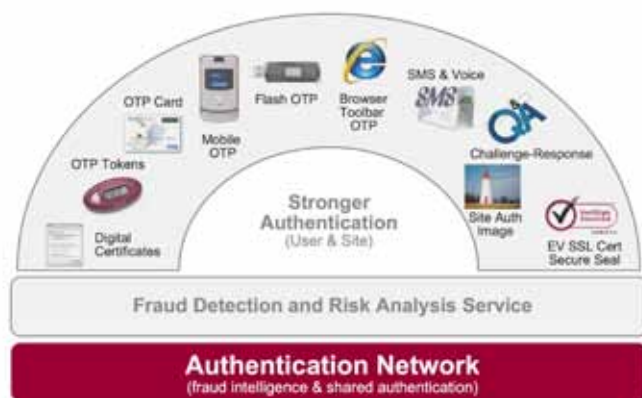 SMS & Voice
SMS
Flash OTP
Browser
Toolbar
OTP
OTP Card
Mobile
OTP
Q&A
Challenge-Response
OTP Tokens
Stronger
Authentication
(User & Site)
Site Auth
Image
Digital
Certificates
EV SSL Cert
Secure Seal
Fraud Detection and Risk Analysis Service
Authentication Network
(fraud intelligence & shared authentication)